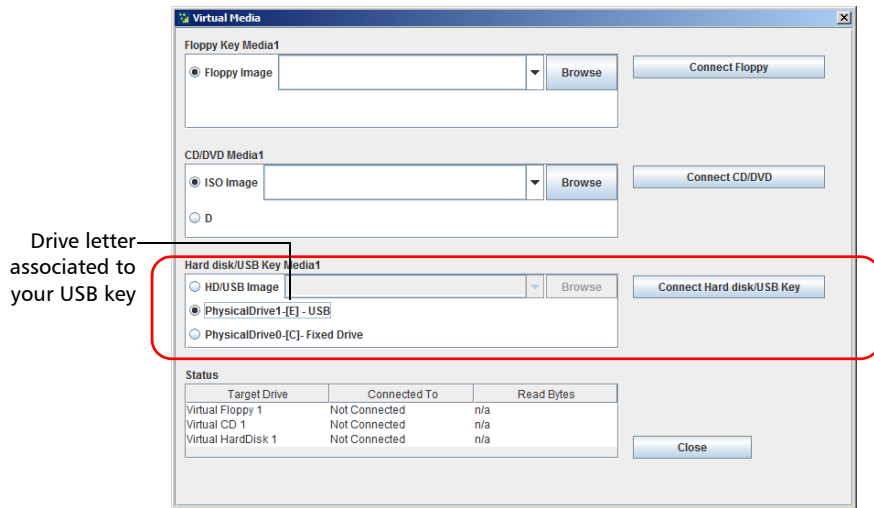 Virtual Media
Floppy Key Media1
Floppy Image Browse Connect Floppy
CD/DVD Media1
ISO Image Browse Connect CD/DVD
D
Drive letter
associated to
your USB key
Hard disk/USB Key Media1
HD/USB Image Browse Connect Hard disk/USB Key
PhysicalDrive1-[E] - USB
PhysicalDrive0-[C]- Fixed Drive
Status
Target Drive Connected To Read Bytes
Virtual Floppy 1 Not Connected n/a
Virtual CD 1 Not Connected n/a
Virtual HardDisk 1 Not Connected n/a
Close